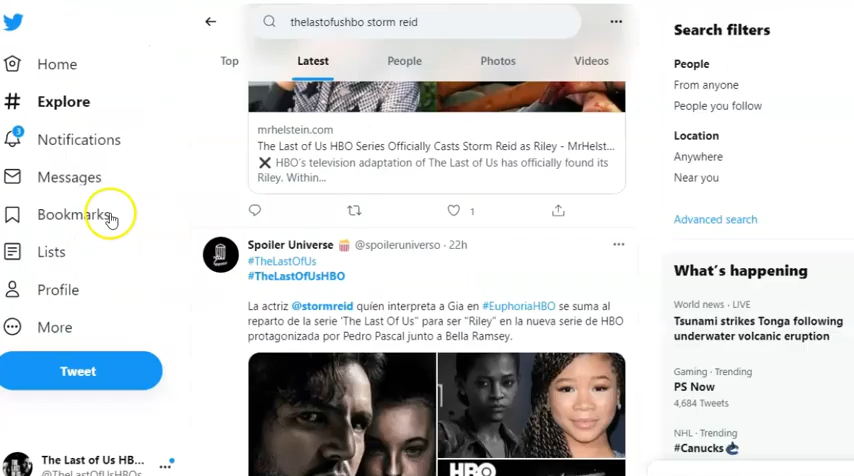 thelastofushbo storm reid
Home
Explore
3
Notifications
Messages
Bookmarks
Lists
Profile
More
Tweet
The Last of Us HB...
@TheLastOfUsHBOs
Top
Latest
People
Photos
Videos
mrhelstein.com
The Last of Us HBO Series Officially Casts Storm Reid as Riley - MrHelst...
❌ HBO's television adaptation of The Last of Us has officially found its
Riley. Within...
1
Spoiler Universe 🍿 @spoileruniverso · 22h
#TheLastOfUs
#TheLastOfUsHBO
La actriz @stormreid quíen interpreta a Gia en #EuphoriaHBO se suma al
reparto de la serie 'The Last Of Us' para ser "Riley" en la nueva serie de HBO
protagonizada por Pedro Pascal junto a Bella Ramsey.
HBO
Search filters
People
From anyone
People you follow
Location
Anywhere
Near you
Advanced search
What's happening
World news · LIVE
Tsunami strikes Tonga following
underwater volcanic eruption
Gaming · Trending
PS Now
4,684 Tweets
NHL · Trending
#Canucks